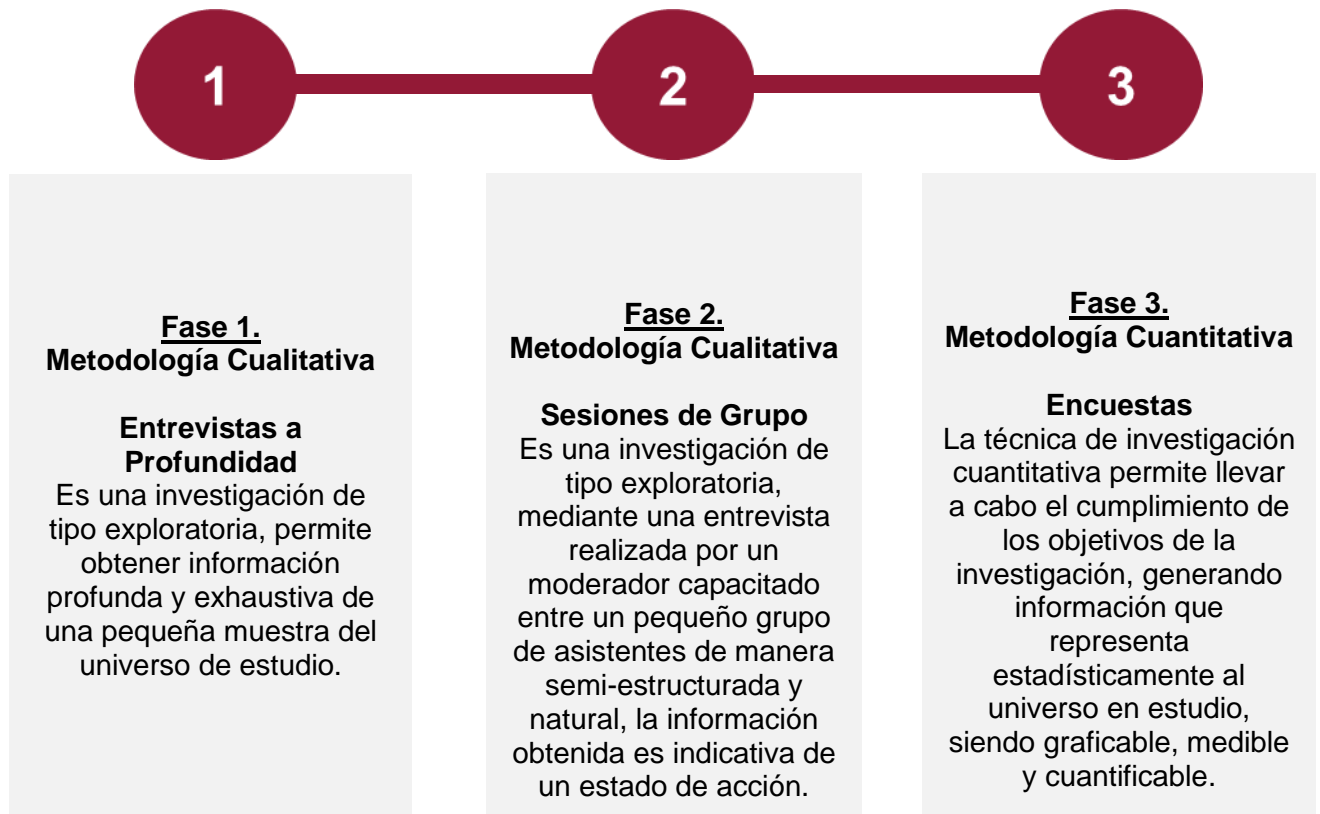 1
2
3
Fase 1.
Metodología Cualitativa
Entrevistas a
Profundidad
Es una investigación de
tipo exploratoria, permite
obtener información
profunda y exhaustiva de
una pequeña muestra del
universo de estudio.
Fase 2.
Metodología Cualitativa
Sesiones de Grupo
Es una investigación de
tipo exploratoria,
mediante una entrevista
realizada por un
moderador capacitado
entre un pequeño grupo
de asistentes de manera
semi-estructurada y
natural, la información
obtenida es indicativa de
un estado de acción.
Fase 3.
Metodología Cuantitativa
Encuestas
La técnica de investigación
cuantitativa permite llevar
a cabo el cumplimiento de
los objetivos de la
investigación, generando
información que
representa
estadísticamente al
universo en estudio,
siendo graficable, medible
y cuantificable.